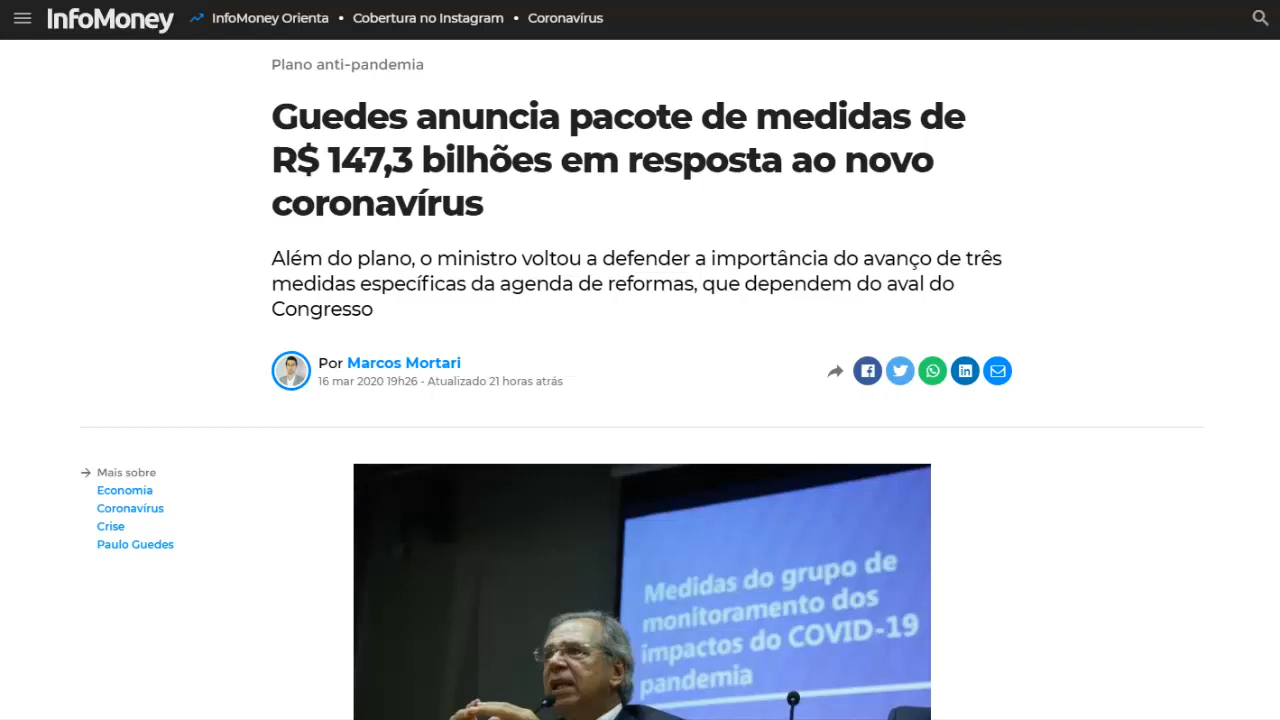 InfoMoney
InfoMoney Orienta • Cobertura no Instagram • Coronavírus
Plano anti-pandemia
Guedes anuncia pacote de medidas de
R$ 147,3 bilhões em resposta ao novo
coronavírus
Além do plano, o ministro voltou a defender a importância do avanço de três
medidas específicas da agenda de reformas, que dependem do aval do
Congresso
Por Marcos Mortari
16 mar 2020 19h26 - Atualizado 21 horas atrás
Mais sobre
Economia
Coronavírus
Crise
Paulo Guedes
Medidas do grupo de
monitoramento dos
impactos do COVID-19
pandemia